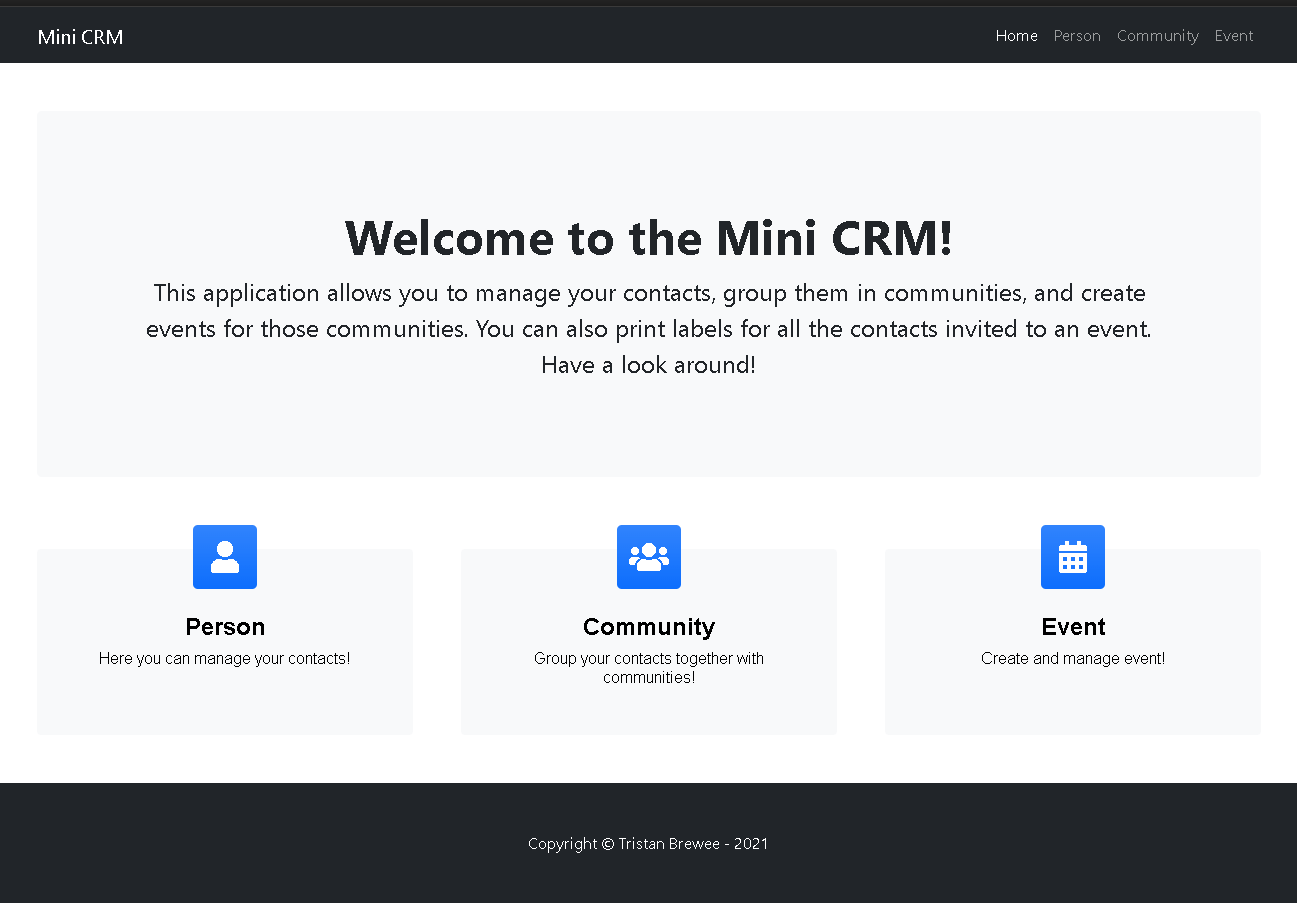 Mini CRM
Home Person Community Event
Welcome to the Mini CRM!
This application allows you to manage your contacts, group them in communities, and create
events for those communities. You can also print labels for all the contacts invited to an event.
Have a look around!
Person
Here you can manage your contacts!
Community
Group your contacts together with
communities!
Event
Create and manage event!
Copyright © Tristan Brewee - 2021